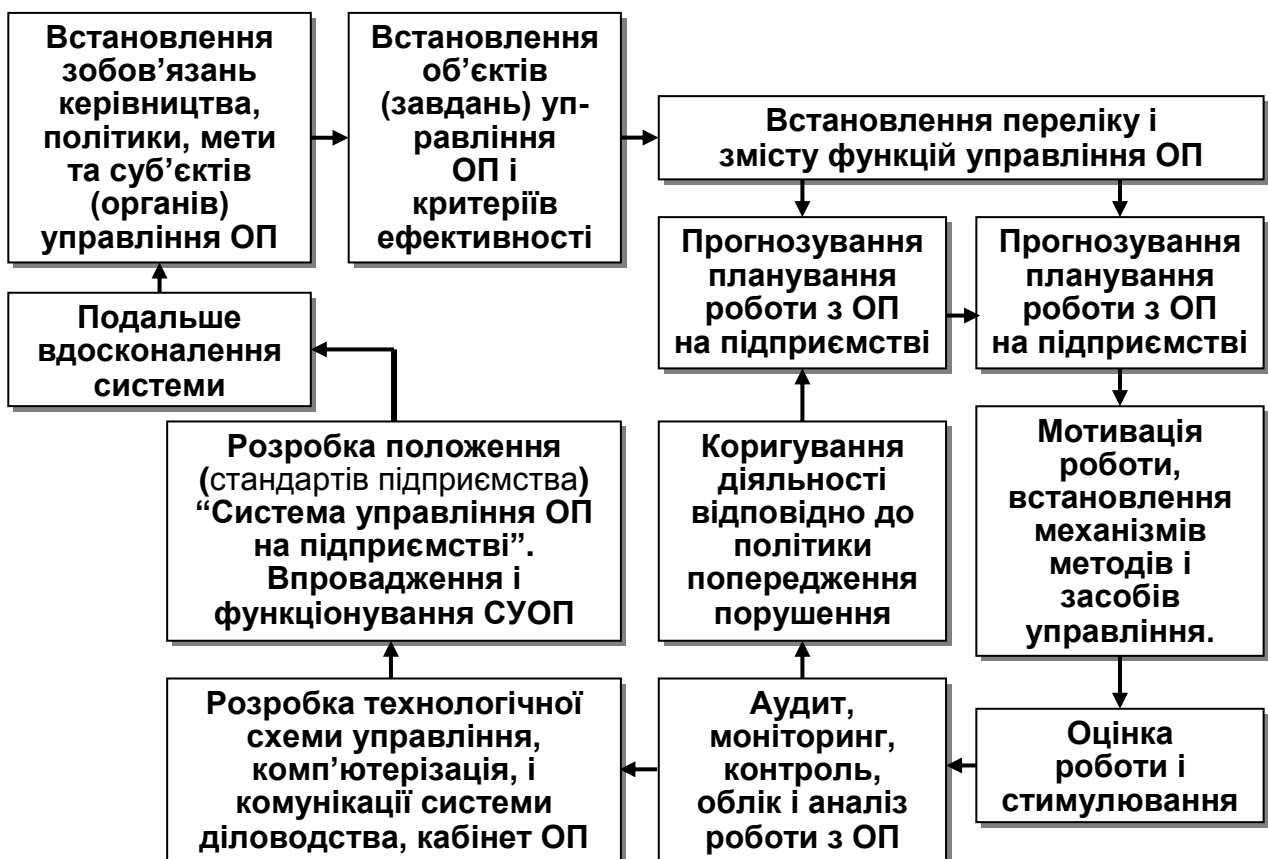 Встановлення
зобов’язань
керівництва,
політики, мети
та суб’єктів
(органів)
управління ОП
Встановлення
об’єктів
(завдань) уп-
равління
ОП і
критеріїв
ефективності
Встановлення переліку і
змісту функцій управління ОП
Прогнозування
планування
роботи з ОП
на підприємстві
Прогнозування
планування
роботи з ОП
на підприємстві
Подальше
вдосконалення
системи
Розробка положення
(стандартів підприємства)
“Система управління ОП
на підприємстві”.
Впровадження і
функціонування СУОП
Коригування
діяльності
відповідно до
політики
попередження
порушення
Мотивація
роботи,
встановлення
механізмів
методів і
засобів
управління.
Розробка технологічної
схеми управління,
комп’ютерізація, і
комунікації системи
діловодства, кабінет ОП
Аудит,
моніторинг,
контроль,
облік і аналіз
роботи з ОП
Оцінка
роботи і
стимулювання